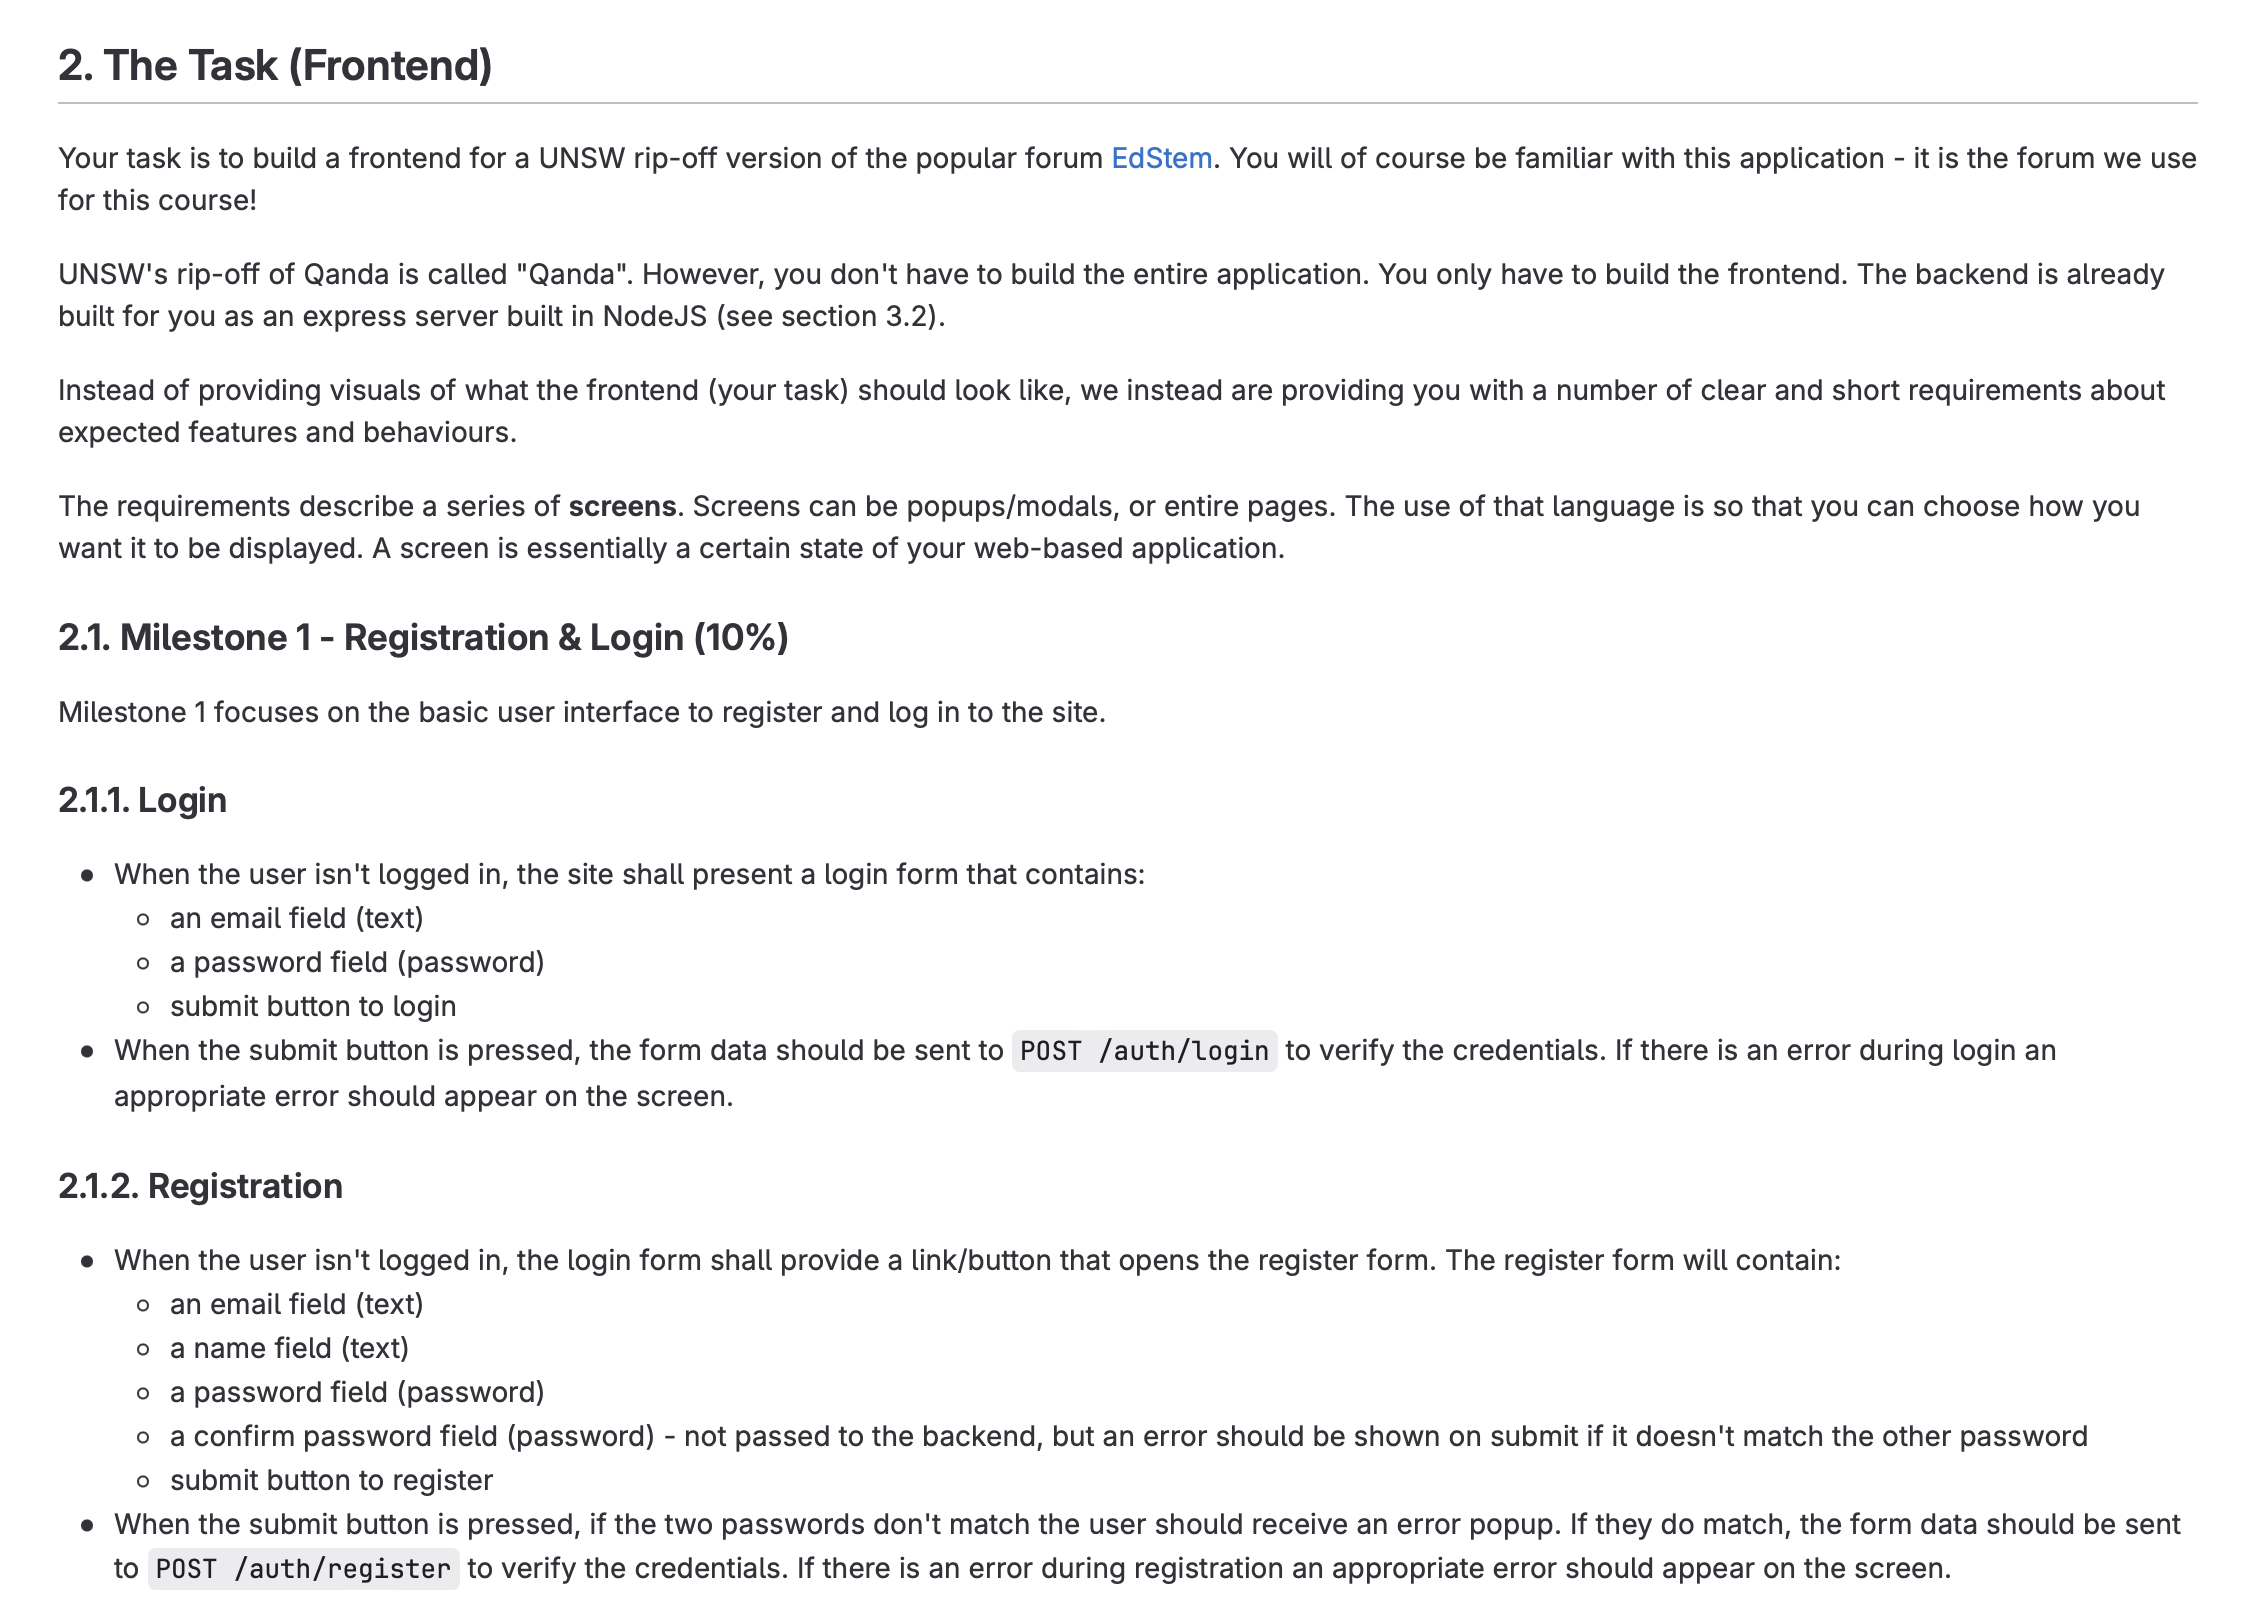 2. The Task (Frontend)
Your task is to build a frontend for a UNSW rip-off version of the popular forum EdStem. You will of course be familiar with this application - it is the forum we use
for this course!
UNSW's rip-off of Qanda is called "Qanda". However, you don't have to build the entire application. You only have to build the frontend. The backend is already
built for you as an express server built in NodeJS (see section 3.2).
Instead of providing visuals of what the frontend (your task) should look like, we instead are providing you with a number of clear and short requirements about
expected features and behaviours.
The requirements describe a series of screens. Screens can be popups/modals, or entire pages. The use of that language is so that you can choose how you
want it to be displayed. A screen is essentially a certain state of your web-based application.
2.1. Milestone 1 - Registration & Login (10%)
Milestone 1 focuses on the basic user interface to register and log in to the site.
2.1.1. Login
• When the user isn't logged in, the site shall present a login form that contains:
◦ an email field (text)
◦ a password field (password)
◦ submit button to login
• When the submit button is pressed, the form data should be sent to POST /auth/login to verify the credentials. If there is an error during login an
appropriate error should appear on the screen.
2.1.2. Registration
• When the user isn't logged in, the login form shall provide a link/button that opens the register form. The register form will contain:
◦ an email field (text)
◦ a name field (text)
◦ a password field (password)
◦ a confirm password field (password) - not passed to the backend, but an error should be shown on submit if it doesn't match the other password
◦ submit button to register
• When the submit button is pressed, if the two passwords don't match the user should receive an error popup. If they do match, the form data should be sent
to POST /auth/register to verify the credentials. If there is an error during registration an appropriate error should appear on the screen.